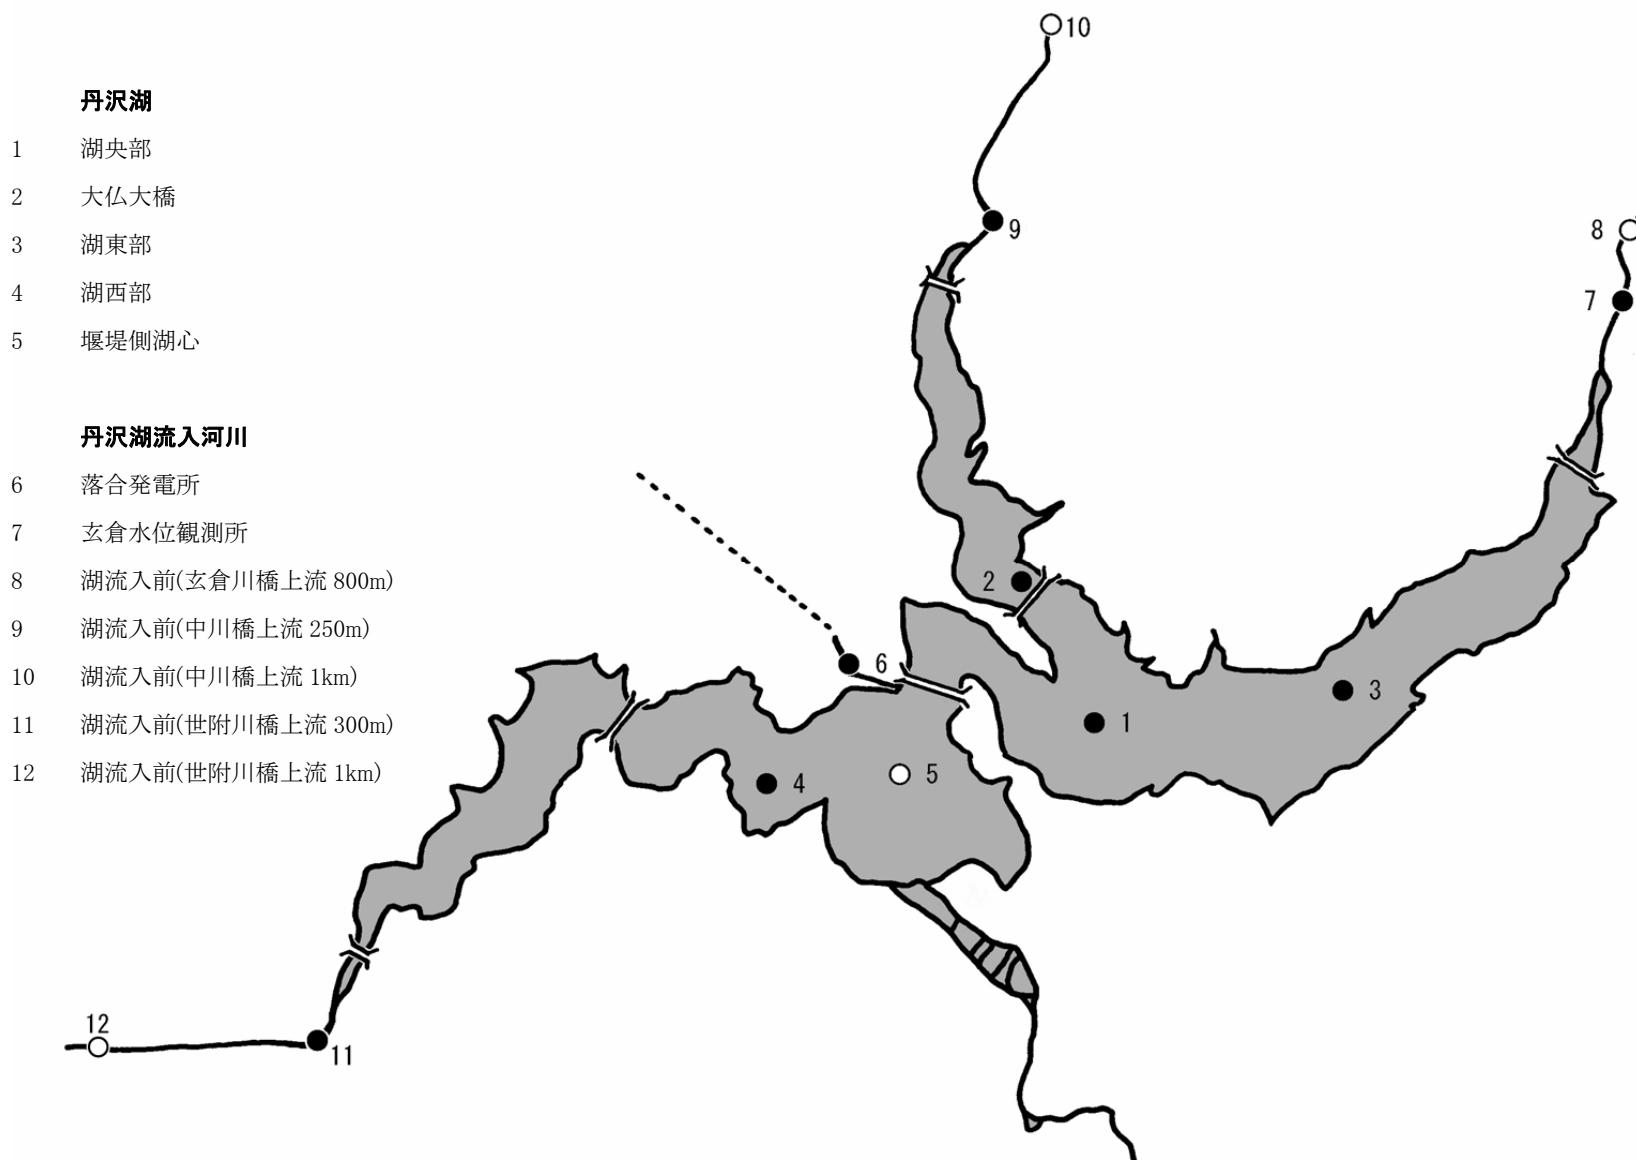 丹沢湖
1 湖央部
2 大仏大橋
3 湖東部
4 湖西部
5 堰堤側湖心
丹沢湖流入河川
6 落合発電所
7 玄倉水位観測所
8 湖流入前(玄倉川橋上流 800m)
9 湖流入前(中川橋上流 250m)
10 湖流入前(中川橋上流 1km)
11 湖流入前(世附川橋上流 300m)
12 湖流入前(世附川橋上流 1km)
10
9
8
7
2
6
3
1
5
4
12
11